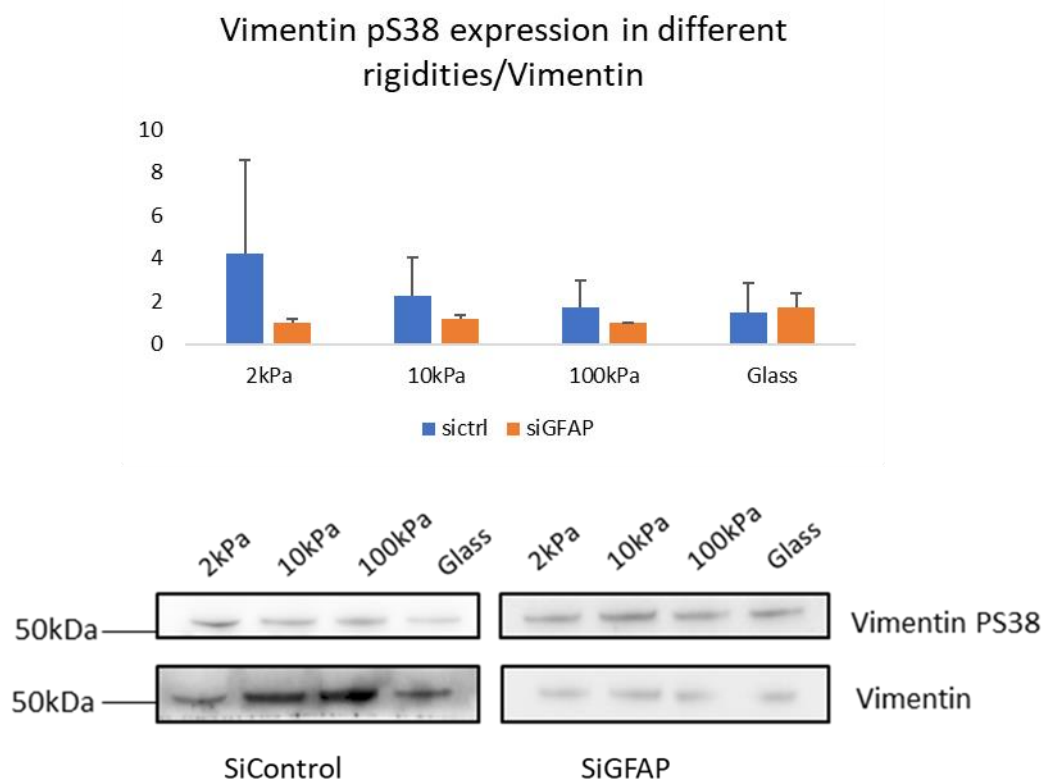 Vimentin pS38 expression in different
rigidities/Vimentin
10
8
6
4
2
0
2kPa
10kPa
100kPa
Glass
sictrl
siGFAP
2kPa
10kPa
100kPa
Glass
2kPa
10kPa
100kPa
Glass
50kDa
Vimentin PS38
50kDa
Vimentin
SiControl
SiGFAP